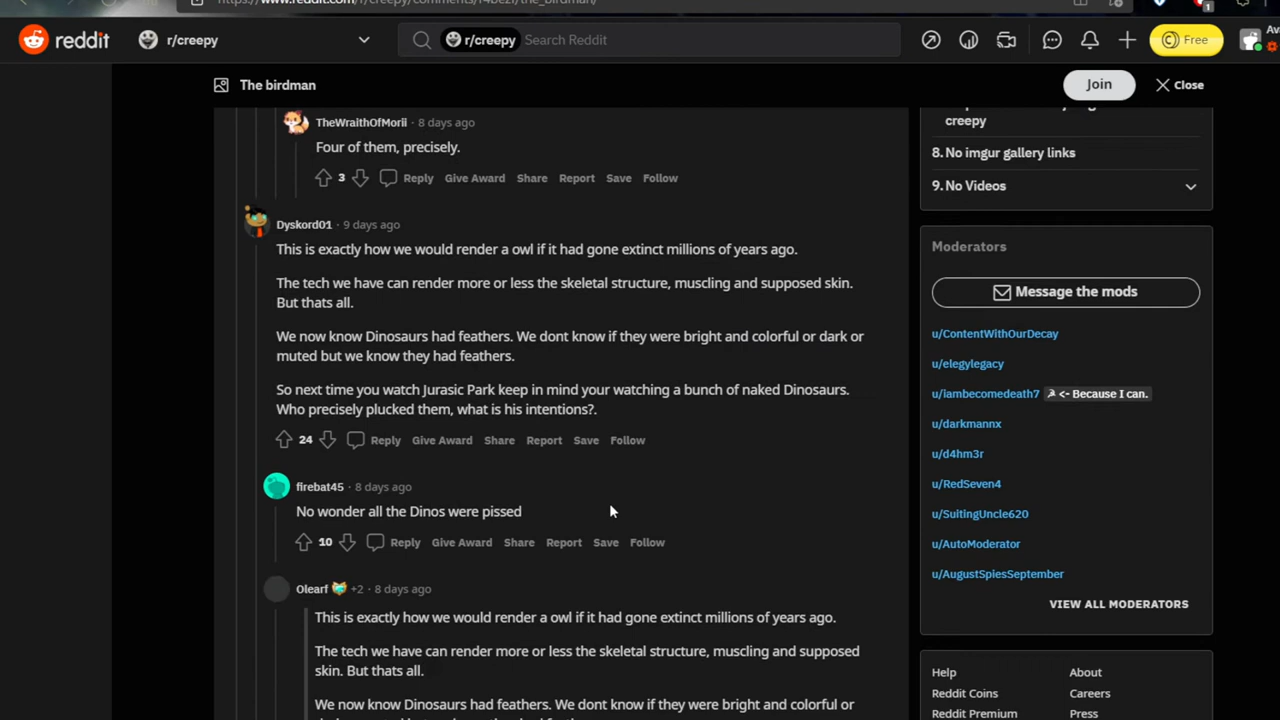 reddit
r/creepy
r/creepy Search Reddit
Free
The birdman
Join
Close
TheWraithOfMorii · 8 days ago
Four of them, precisely.
3 Reply Give Award Share Report Save Follow
Dyskord01 · 9 days ago
This is exactly how we would render a owl if it had gone extinct millions of years ago.
The tech we have can render more or less the skeletal structure, muscling and supposed skin.
But thats all.
We now know Dinosaurs had feathers. We dont know if they were bright and colorful or dark or
muted but we know they had feathers.
So next time you watch Jurasic Park keep in mind your watching a bunch of naked Dinosaurs.
Who precisely plucked them, what is his intentions?.
24 Reply Give Award Share Report Save Follow
firebat45 · 8 days ago
No wonder all the Dinos were pissed
10 Reply Give Award Share Report Save Follow
Olearf +2 · 8 days ago
This is exactly how we would render a owl if it had gone extinct millions of years ago.
The tech we have can render more or less the skeletal structure, muscling and supposed
skin. But thats all.
We now know Dinosaurs had feathers. We dont know if they were bright and colorful or
creepy
8. No imgur gallery links
9. No Videos
Moderators
Message the mods
u/ContentWithOurDecay
u/elegylegacy
u/iambecomedeath7 <- Because I can.
u/darkmannx
u/d4hm3r
u/RedSeven4
u/SuitingUncle620
u/AutoModerator
u/AugustSpiesSeptember
VIEW ALL MODERATORS
Help About
Reddit Coins Careers
Reddit Premium Press